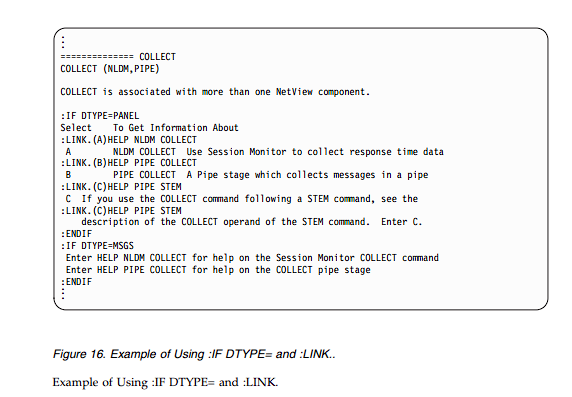 ⋮
============== COLLECT
COLLECT (NLDM,PIPE)
COLLECT is associated with more than one NetView component.
:IF DTYPE=PANEL
Select    To Get Information About
:LINK.(A)HELP NLDM COLLECT
 A        NLDM COLLECT  Use Session Monitor to collect response time data
:LINK.(B)HELP PIPE COLLECT
 B        PIPE COLLECT  A Pipe stage which collects messages in a pipe
:LINK.(C)HELP PIPE STEM
 C  If you use the COLLECT command following a STEM command, see the
:LINK.(C)HELP PIPE STEM
    description of the COLLECT operand of the STEM command.  Enter C.
:ENDIF
:IF DTYPE=MSGS
 Enter HELP NLDM COLLECT for help on the Session Monitor COLLECT command
 Enter HELP PIPE COLLECT for help on the COLLECT pipe stage
:ENDIF
⋮
Figure 16. Example of Using :IF DTYPE= and :LINK..
Example of Using :IF DTYPE= and :LINK.